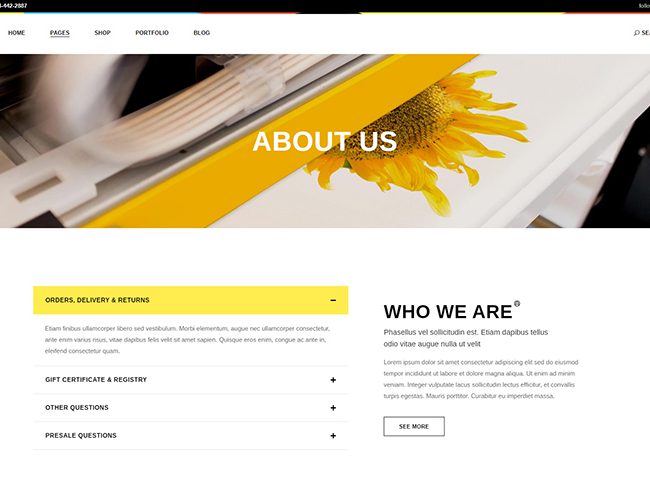 -442-2887
HOME
PAGES
SHOP
PORTFOLIO
BLOG
ABOUT US
ORDERS, DELIVERY & RETURNS
Etiam finibus ullamcorper libero sed vestibulum. Morbi elementum, augue nec ullamcorper consectetur,
ante enim varius risus, vitae dapibus felis velit sit amet sapien. Quisque eros enim, congue ac ante in,
eleifend consectetur quam.
GIFT CERTIFICATE & REGISTRY
OTHER QUESTIONS
PRESALE QUESTIONS
WHO WE ARE
Phasellus vel sollicitudin est. Etiam dapibus tellus
odio vitae augue nulla ut velit
Lorem ipsum dolor sit amet consectetur adipiscing elit sed do eiusmod
tempor incididunt ut labore et dolore magna aliqua. Ut enim ad minim
veniam. Integer vulputate lacus sollicitudin lectus efficitur, et convallis
turpis egestas. Mauris porttitor. Curabitur eu imperdiet massa.
SEE MORE